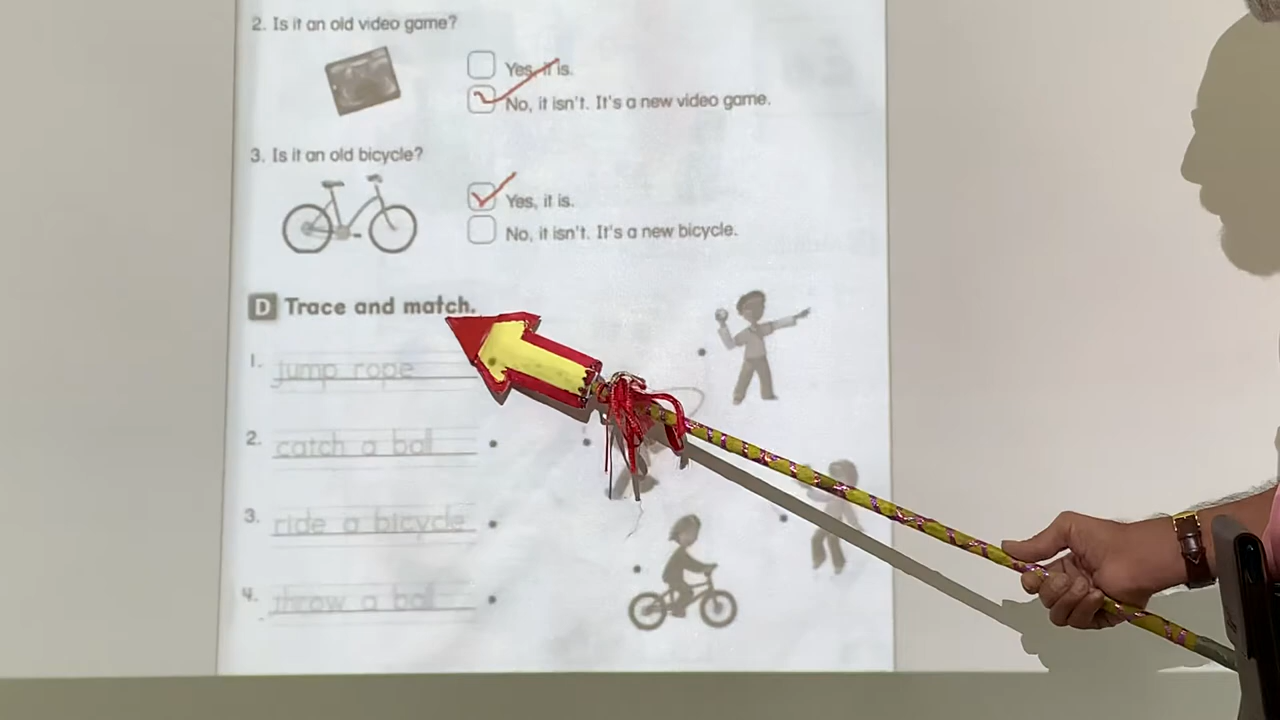 2. Is it an old video game?
Yes, it is.
No, it isn't. It's a new video game.
3. Is it an old bicycle?
Yes, it is.
No, it isn't. It's a new bicycle.
D Trace and match.
1. jump rope
2. catch a ball
3. ride a bicycle
4. throw a ball